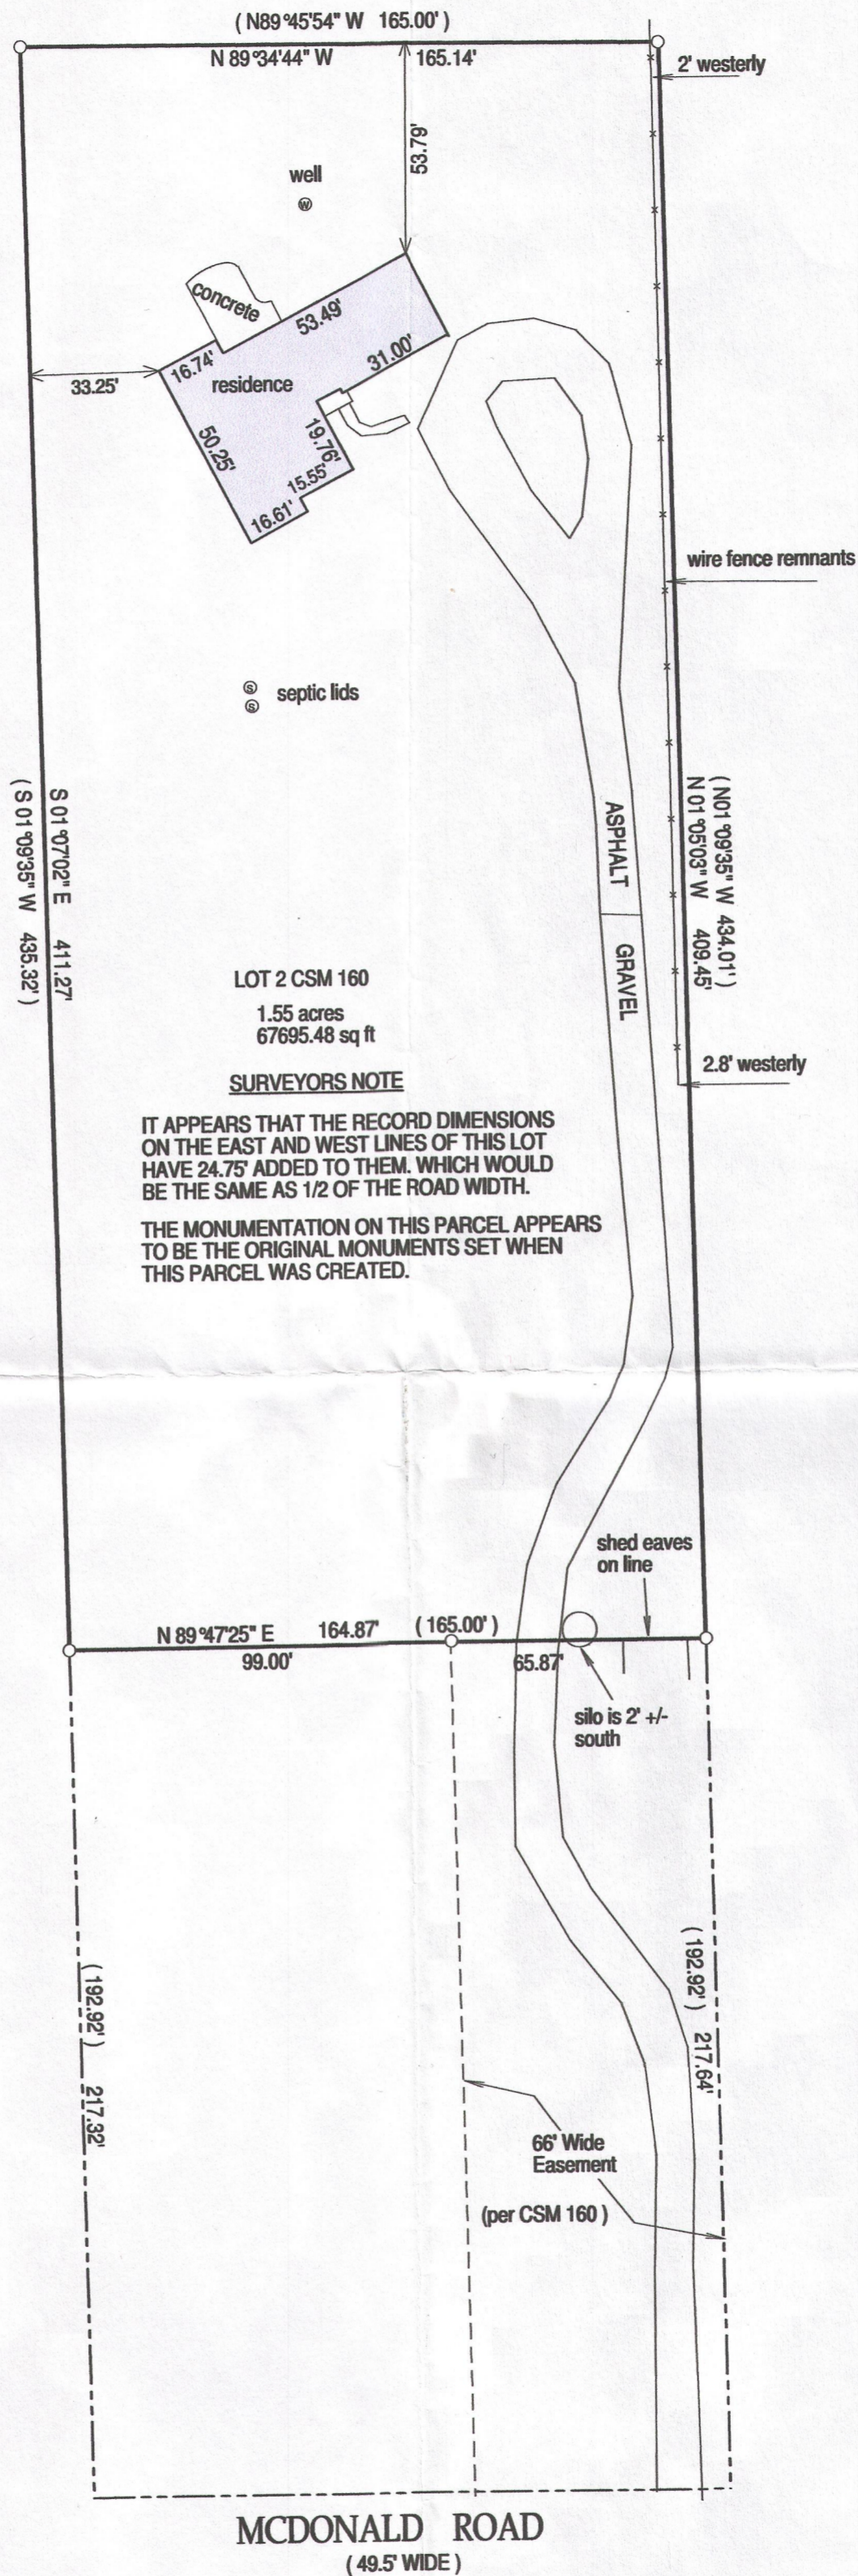 ( N89°45'54" W 165.00' )
N 89°34'44" W 165.14'
2' westerly
53.79'
well
W
concrete
53.49'
16.74'
31.00'
residence
33.25'
50.25'
19.76'
15.55'
16.61'
wire fence remnants
S
S
septic lids
S 01°07'02" E 411.27'
( S 01°09'35" W 435.32' )
ASPHALT
GRAVEL
( N01°09'35" W 434.01' )
N 01°05'03" W 409.45'
LOT 2 CSM 160
1.55 acres
67695.48 sq ft
2.8' westerly
SURVEYORS NOTE
IT APPEARS THAT THE RECORD DIMENSIONS
ON THE EAST AND WEST LINES OF THIS LOT
HAVE 24.75' ADDED TO THEM. WHICH WOULD
BE THE SAME AS 1/2 OF THE ROAD WIDTH.
THE MONUMENTATION ON THIS PARCEL APPEARS
TO BE THE ORIGINAL MONUMENTS SET WHEN
THIS PARCEL WAS CREATED.
shed eaves
on line
N 89°47'25" E 164.87' ( 165.00' )
99.00' 65.87'
silo is 2' +/-
south
( 192.92' ) 217.32'
( 192.92' ) 217.64'
66' Wide
Easement
(per CSM 160 )
MCDONALD ROAD
( 49.5' WIDE )